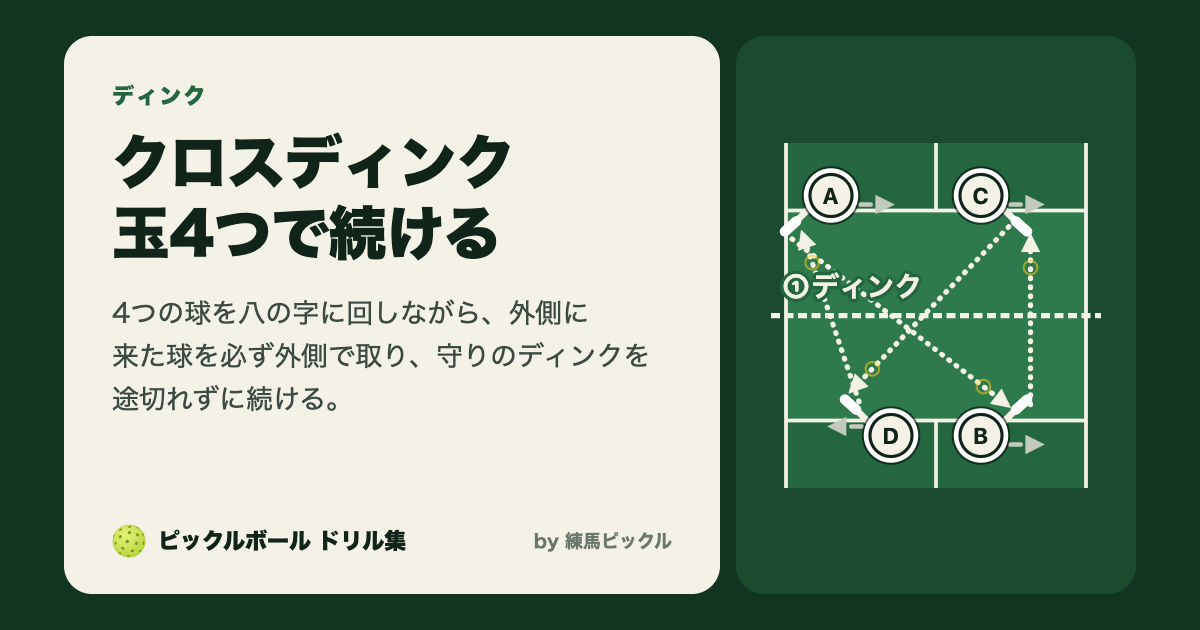 ディンク
クロスディンク
玉4つで続ける
4つの球を八の字に回しながら、外側に
来た球を必ず外側で取り、守りのディンクを
途切れずに続ける。
ピックルボール ドリル集
by 練馬ピックル
A
C
①ディンク
D
B